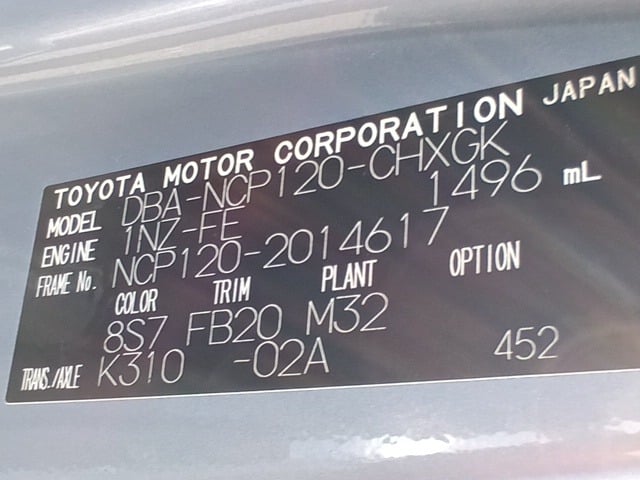 TOYOTA MOTOR CORPORATION JAPAN
MODEL DBA-NCP120-CHXGK
ENGINE 1NZ-FE 1496 mL
FRAME No. NCP120-2014617
COLOR TRIM PLANT OPTION
8S7 FB20 M32
TRANS./AXLE K310 -02A 452